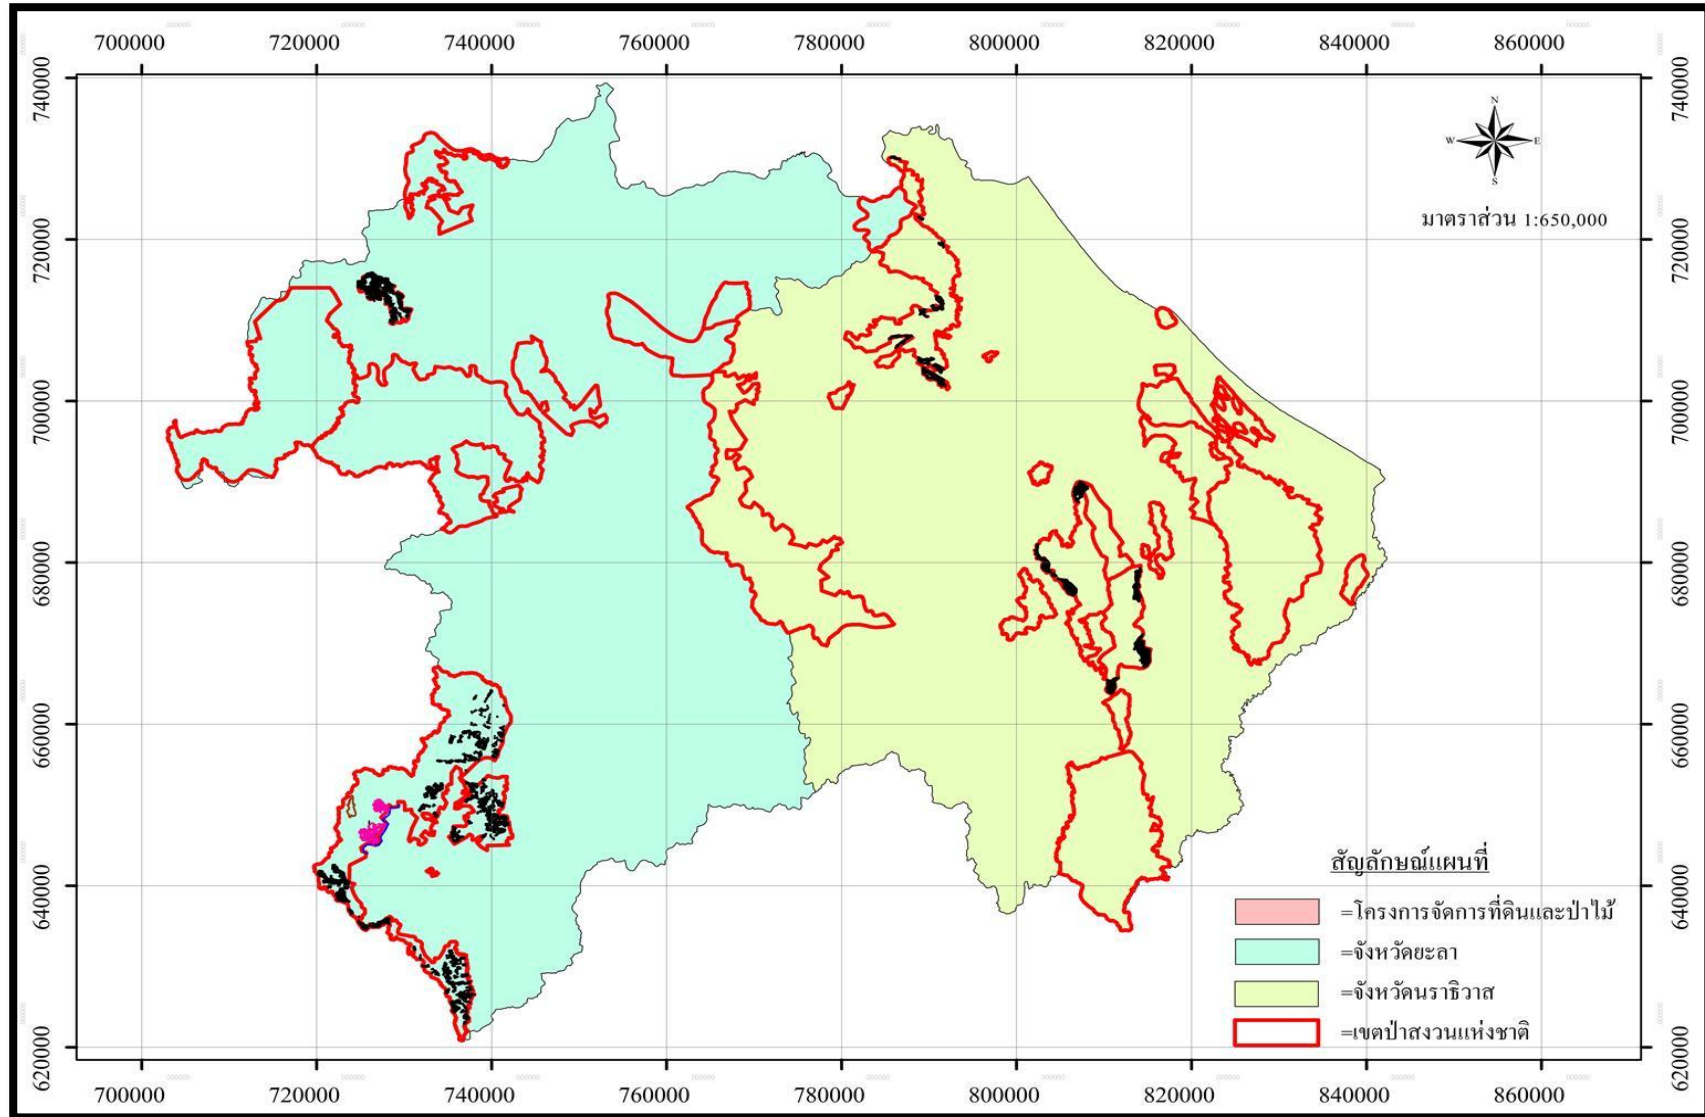 700000 720000 740000 760000 780000 800000 820000 840000 860000
740000 740000
N
W E
S
มาตราส่วน 1:650,000
720000 720000
700000 700000
680000 680000
660000 660000
สัญลักษณ์แผนที่
640000 640000
=โครงการจัดการที่ดินและป่าไม้
=จังหวัดยะลา
=จังหวัดนราธิวาส
=เขตป่าสงวนแห่งชาติ
620000 620000
700000 720000 740000 760000 780000 800000 820000 840000 860000